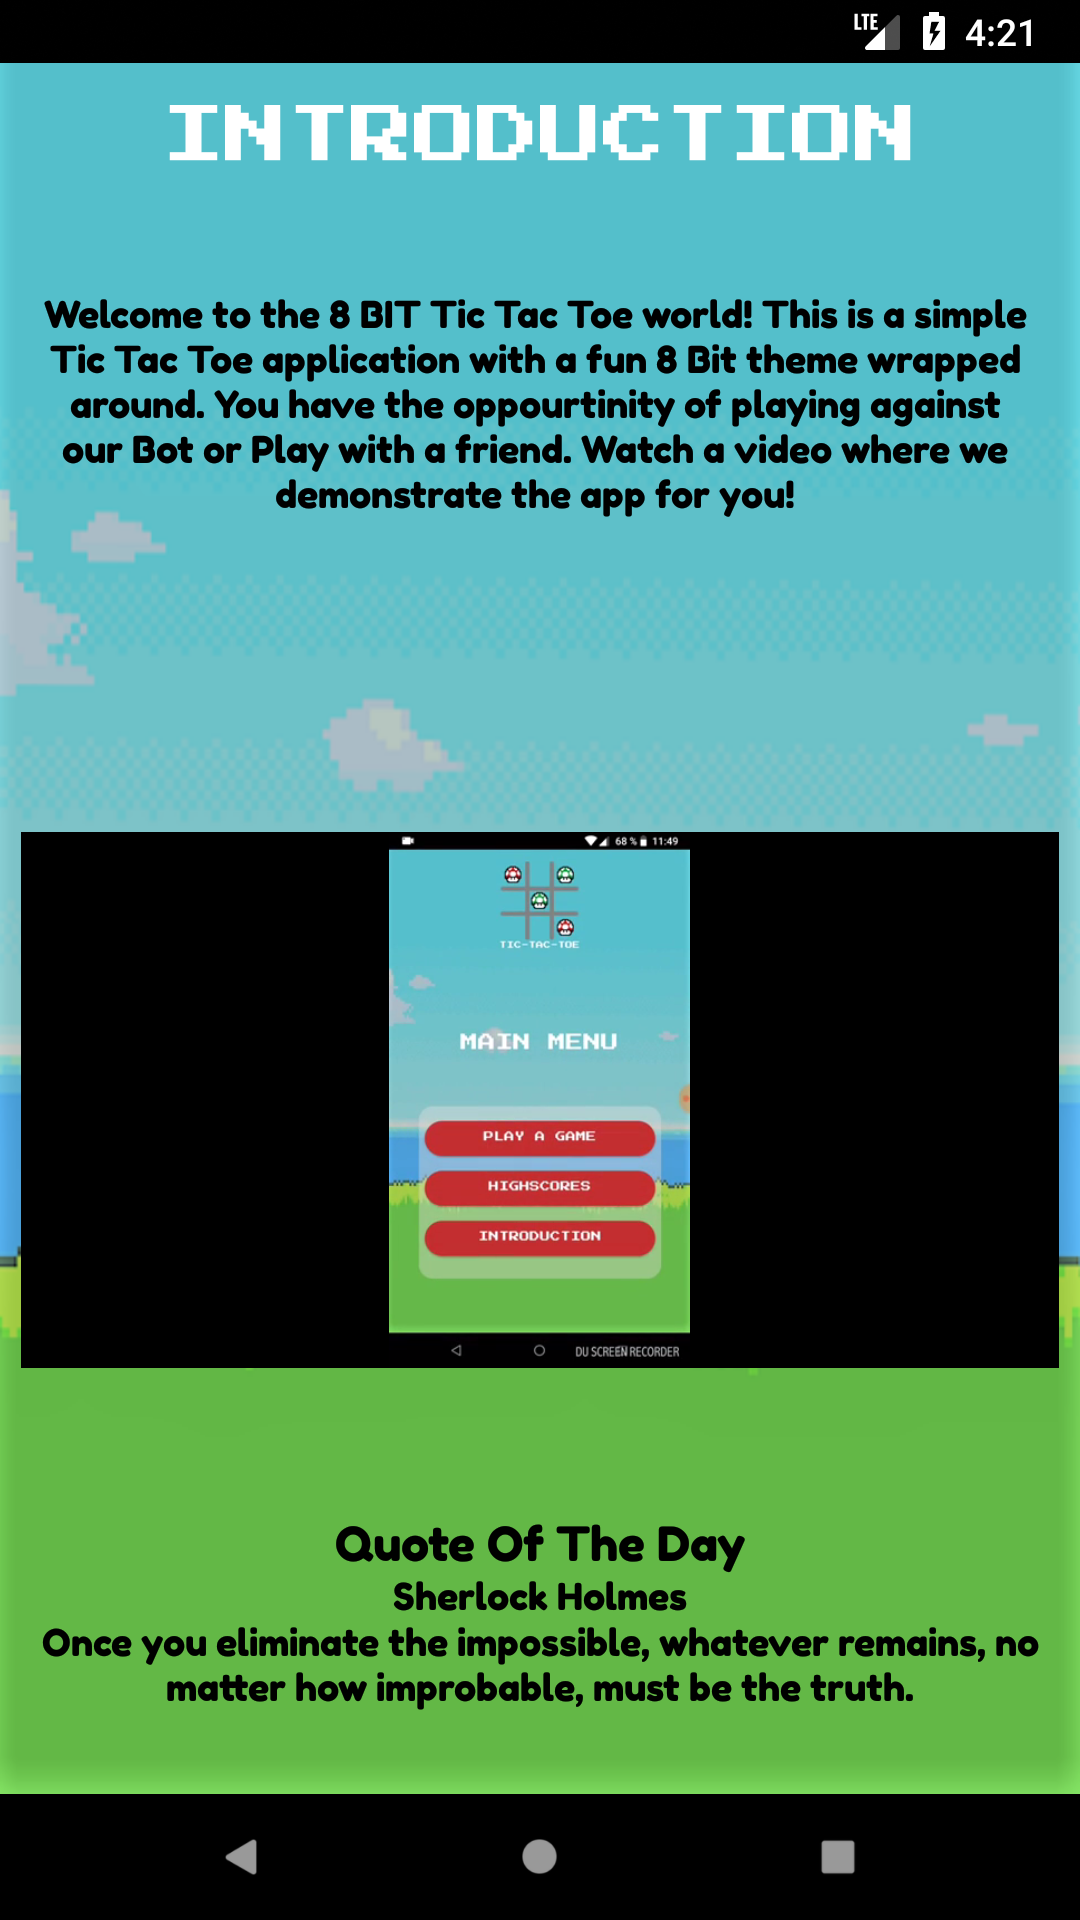 LTE 4:21
INTRODUCTION
Welcome to the 8 BIT Tic Tac Toe world! This is a simple
Tic Tac Toe application with a fun 8 Bit theme wrapped
around. You have the oppourtinity of playing against
our Bot or Play with a friend. Watch a video where we
demonstrate the app for you!
68 % 11:49
TIC-TAC-TOE
MAIN MENU
PLAY A GAME
HIGHSCORES
INTRODUCTION
DU SCREEN RECORDER
Quote Of The Day
Sherlock Holmes
Once you eliminate the impossible, whatever remains, no
matter how improbable, must be the truth.